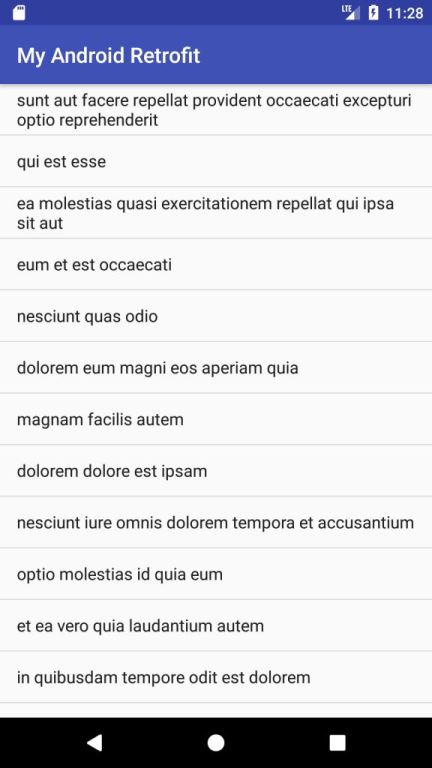 LTE 11:28
My Android Retrofit
sunt aut facere repellat provident occaecati excepturi
optio reprehenderit
qui est esse
ea molestias quasi exercitationem repellat qui ipsa
sit aut
eum et est occaecati
nesciunt quas odio
dolorem eum magni eos aperiam quia
magnam facilis autem
dolorem dolore est ipsam
nesciunt iure omnis dolorem tempora et accusantium
optio molestias id quia eum
et ea vero quia laudantium autem
in quibusdam tempore odit est dolorem